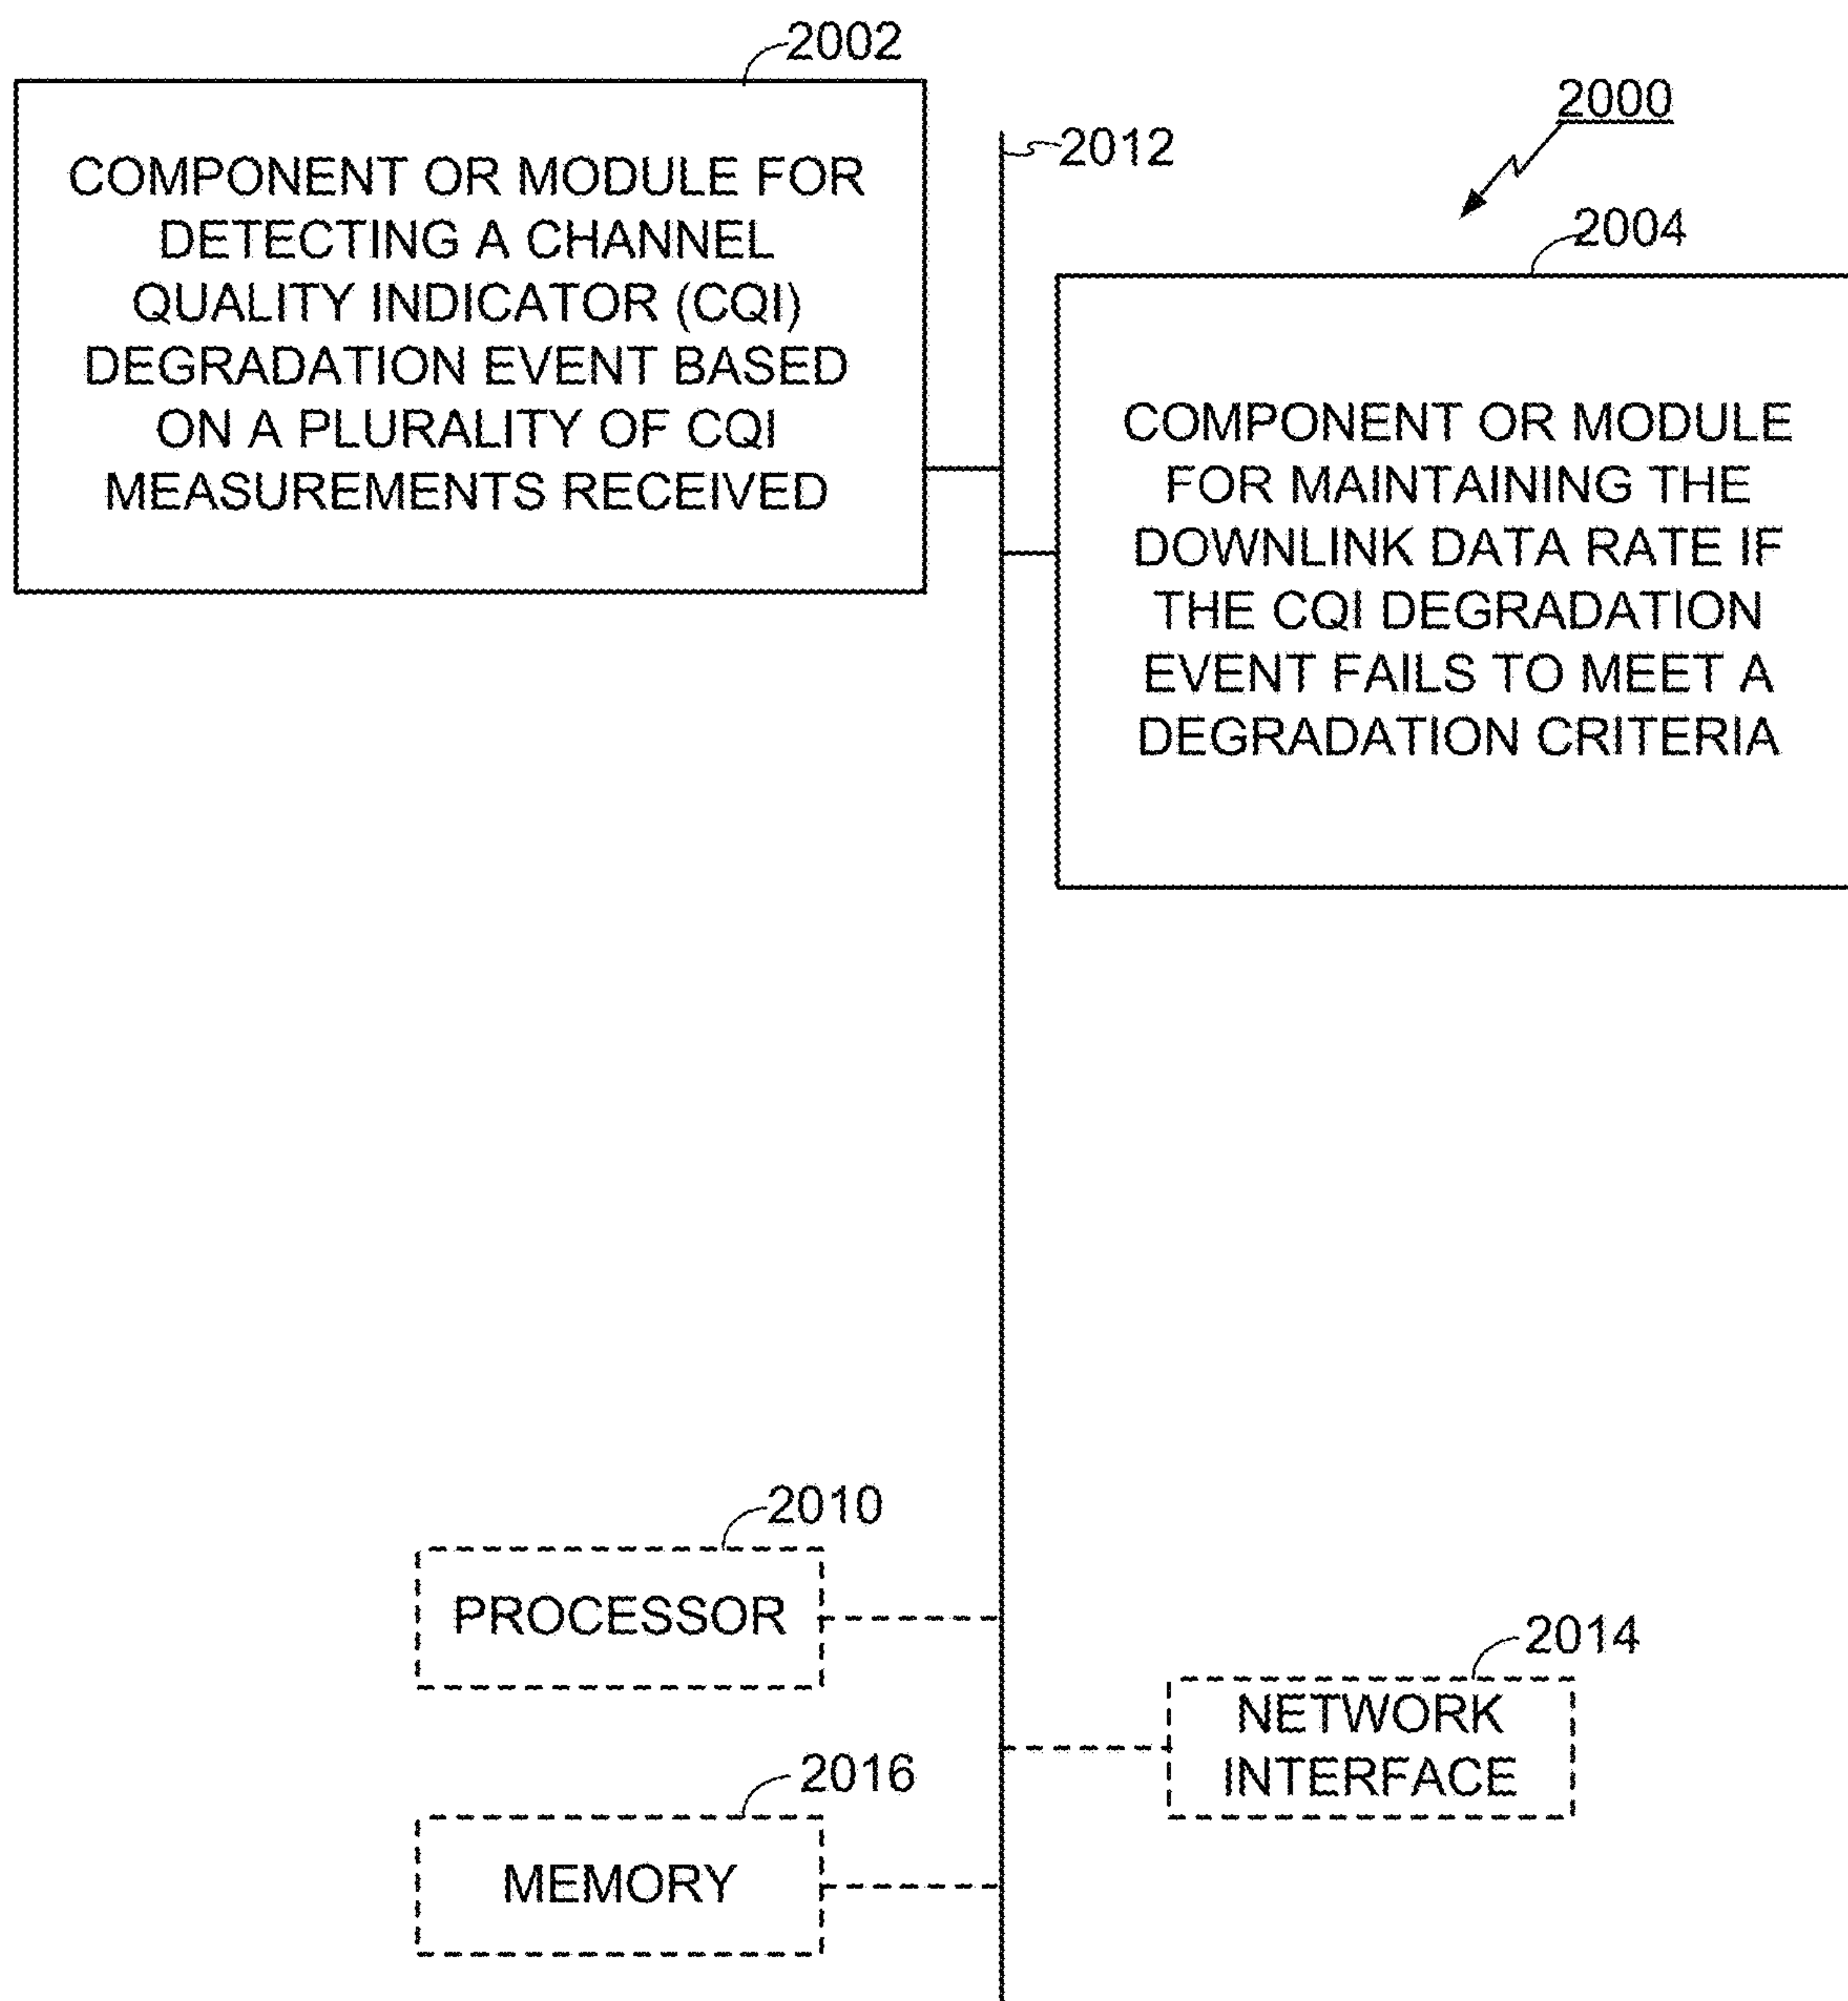 2002
2000
2012
COMPONENT OR MODULE FOR
DETECTING A CHANNEL
QUALITY INDICATOR (CQI)
DEGRADATION EVENT BASED
ON A PLURALITY OF CQI
MEASUREMENTS RECEIVED
2004
COMPONENT OR MODULE
FOR MAINTAINING THE
DOWNLINK DATA RATE IF
THE CQI DEGRADATION
EVENT FAILS TO MEET A
DEGRADATION CRITERIA
2010
PROCESSOR
2014
NETWORK
INTERFACE
2016
MEMORY